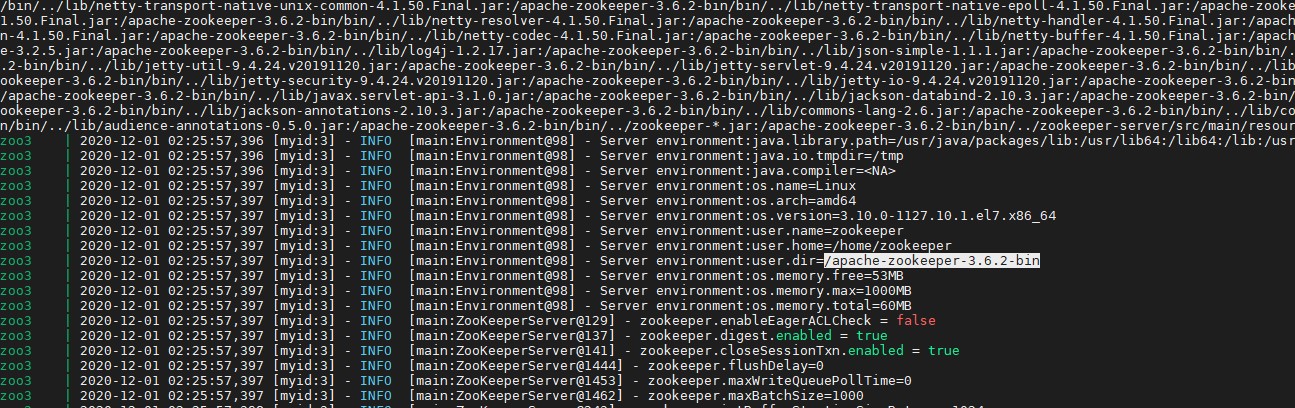 /bin/../lib/netty-transport-native-unix-common-4.1.50.Final.jar:/apache-zookeeper-3.6.2-bin/bin/../lib/netty-transport-native-epoll-4.1.50.Final.jar:/apache-zooke
1.50.Final.jar:/apache-zookeeper-3.6.2-bin/bin/../lib/netty-resolver-4.1.50.Final.jar:/apache-zookeeper-3.6.2-bin/bin/../lib/netty-handler-4.1.50.Final.jar:/apach
n-4.1.50.Final.jar:/apache-zookeeper-3.6.2-bin/bin/../lib/netty-codec-4.1.50.Final.jar:/apache-zookeeper-3.6.2-bin/bin/../lib/netty-buffer-4.1.50.Final.jar:/apach
e-3.2.5.jar:/apache-zookeeper-3.6.2-bin/bin/../lib/log4j-1.2.17.jar:/apache-zookeeper-3.6.2-bin/bin/../lib/json-simple-1.1.1.jar:/apache-zookeeper-3.6.2-bin/bin/.
.2-bin/bin/../lib/jetty-util-9.4.24.v20191120.jar:/apache-zookeeper-3.6.2-bin/bin/../lib/jetty-servlet-9.4.24.v20191120.jar:/apache-zookeeper-3.6.2-bin/bin/../lib
ookeeper-3.6.2-bin/bin/../lib/jetty-security-9.4.24.v20191120.jar:/apache-zookeeper-3.6.2-bin/bin/../lib/jetty-io-9.4.24.v20191120.jar:/apache-zookeeper-3.6.2-bin
/apache-zookeeper-3.6.2-bin/bin/../lib/javax.servlet-api-3.1.0.jar:/apache-zookeeper-3.6.2-bin/bin/../lib/jackson-databind-2.10.3.jar:/apache-zookeeper-3.6.2-bin/
ookeeper-3.6.2-bin/bin/../lib/jackson-annotations-2.10.3.jar:/apache-zookeeper-3.6.2-bin/bin/../lib/commons-lang-2.6.jar:/apache-zookeeper-3.6.2-bin/bin/../lib/co
n/bin/../lib/audience-annotations-0.5.0.jar:/apache-zookeeper-3.6.2-bin/bin/../zookeeper-*.jar:/apache-zookeeper-3.6.2-bin/bin/../zookeeper-server/src/main/resour
zoo3 | 2020-12-01 02:25:57,396 [myid:3] - INFO [main:Environment@98] - Server environment:java.library.path=/usr/java/packages/lib:/usr/lib64:/lib64:/lib:/usr
zoo3 | 2020-12-01 02:25:57,396 [myid:3] - INFO [main:Environment@98] - Server environment:java.io.tmpdir=/tmp
zoo3 | 2020-12-01 02:25:57,396 [myid:3] - INFO [main:Environment@98] - Server environment:java.compiler=<NA>
zoo3 | 2020-12-01 02:25:57,397 [myid:3] - INFO [main:Environment@98] - Server environment:os.name=Linux
zoo3 | 2020-12-01 02:25:57,397 [myid:3] - INFO [main:Environment@98] - Server environment:os.arch=amd64
zoo3 | 2020-12-01 02:25:57,397 [myid:3] - INFO [main:Environment@98] - Server environment:os.version=3.10.0-1127.10.1.el7.x86_64
zoo3 | 2020-12-01 02:25:57,397 [myid:3] - INFO [main:Environment@98] - Server environment:user.name=zookeeper
zoo3 | 2020-12-01 02:25:57,397 [myid:3] - INFO [main:Environment@98] - Server environment:user.home=/home/zookeeper
zoo3 | 2020-12-01 02:25:57,397 [myid:3] - INFO [main:Environment@98] - Server environment:user.dir=/apache-zookeeper-3.6.2-bin
zoo3 | 2020-12-01 02:25:57,397 [myid:3] - INFO [main:Environment@98] - Server environment:os.memory.free=53MB
zoo3 | 2020-12-01 02:25:57,397 [myid:3] - INFO [main:Environment@98] - Server environment:os.memory.max=1000MB
zoo3 | 2020-12-01 02:25:57,397 [myid:3] - INFO [main:Environment@98] - Server environment:os.memory.total=60MB
zoo3 | 2020-12-01 02:25:57,397 [myid:3] - INFO [main:ZooKeeperServer@129] - zookeeper.enableEagerACLCheck = false
zoo3 | 2020-12-01 02:25:57,397 [myid:3] - INFO [main:ZooKeeperServer@137] - zookeeper.digest.enabled = true
zoo3 | 2020-12-01 02:25:57,397 [myid:3] - INFO [main:ZooKeeperServer@141] - zookeeper.closeSessionTxn.enabled = true
zoo3 | 2020-12-01 02:25:57,397 [myid:3] - INFO [main:ZooKeeperServer@1444] - zookeeper.flushDelay=0
zoo3 | 2020-12-01 02:25:57,397 [myid:3] - INFO [main:ZooKeeperServer@1453] - zookeeper.maxWriteQueuePollTime=0
zoo3 | 2020-12-01 02:25:57,397 [myid:3] - INFO [main:ZooKeeperServer@1462] - zookeeper.maxBatchSize=1000